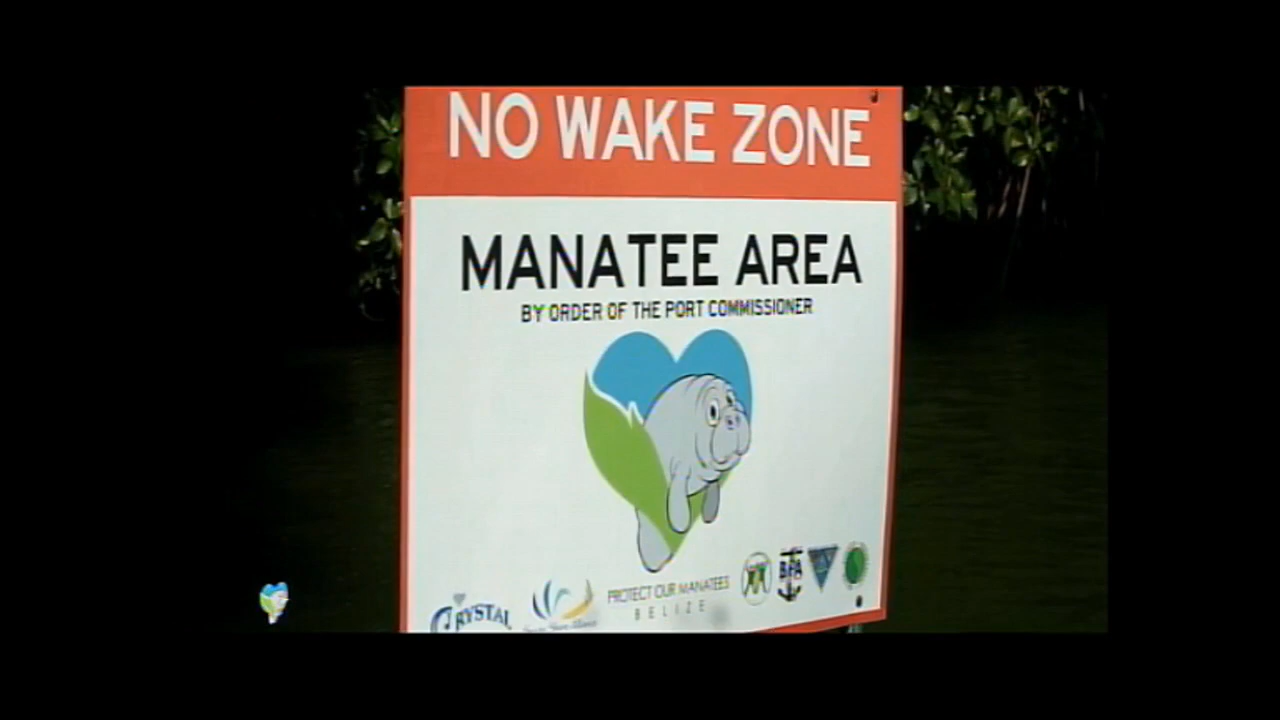 NO WAKE ZONE
MANATEE AREA
BY ORDER OF THE PORT COMMISSIONER
CRYSTAL
PROTECT OUR MANATEES
BELIZE
BPA